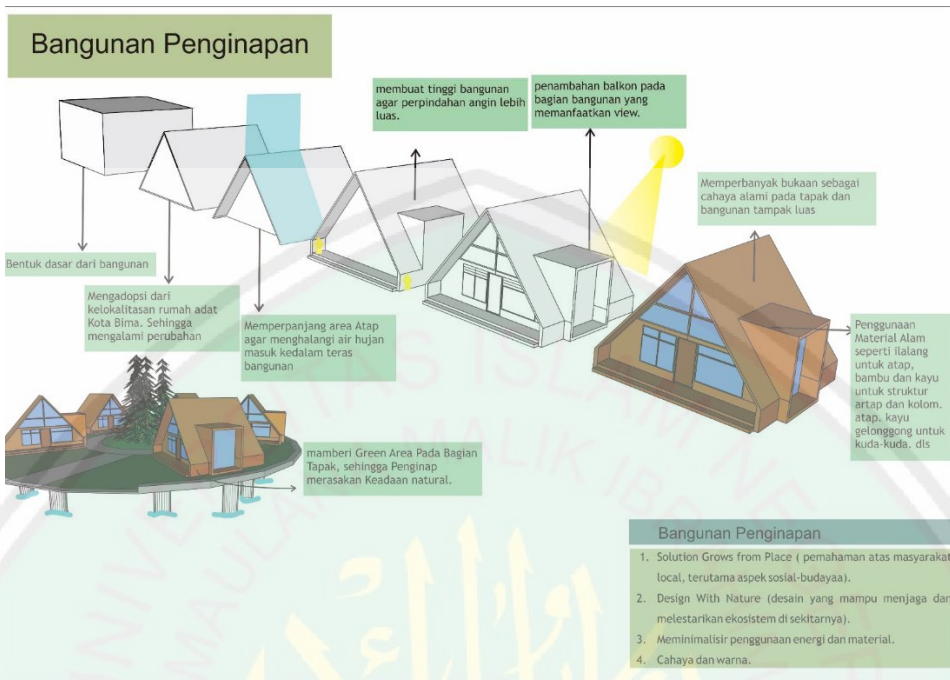 Bangunan Penginapan
membuat tinggi bangunan
agar perpindahan angin lebih
luas.
penambahan balkon pada
bagian bangunan yang
memanfaatkan view.
Memperbanyak bukaan sebagai
cahaya alami pada tapak dan
bangunan tampak luas
Bentuk dasar dari bangunan
Mengadopsi dari
kelokalitasan rumah adat
Kota Bima. Sehingga
mengalami perubahan
Memperpanjang area Atap
agar menghalangi air hujan
masuk kedalam teras
bangunan
Penggunaan
Material Alam
seperti ilalang
untuk atap,
bambu dan kayu
untuk struktur
artap dan kolom.
atap. kayu
gelonggong untuk
kuda-kuda. dls
mamberi Green Area Pada Bagian
Tapak, sehingga Penginap
merasakan Keadaan natural.
Bangunan Penginapan
1. Solution Grows from Place ( pemahaman atas masyarakat
local, terutama aspek sosial-budayaa).
2. Design With Nature (desain yang mampu menjaga dan
melestarikan ekosistem di sekitarnya).
3. Meminimalisir penggunaan energi dan material.
4. Cahaya dan warna.